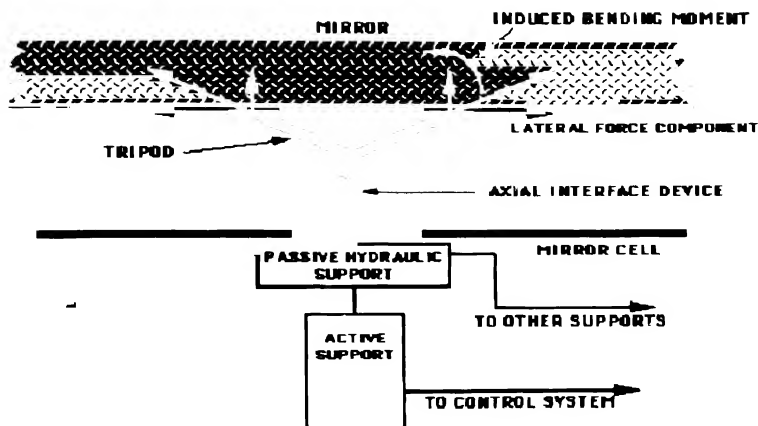 INDUCED BENDING MOMENT
MIRROR
LATERAL FORCE COMPONENT
TRIPOD
AXIAL INTERFACE DEVICE
MIRROR CELL
PASSIVE HYDRAULIC
SUPPORT
TO OTHER SUPPORTS
ACTIVE
SUPPORT
TO CONTROL SYSTEM